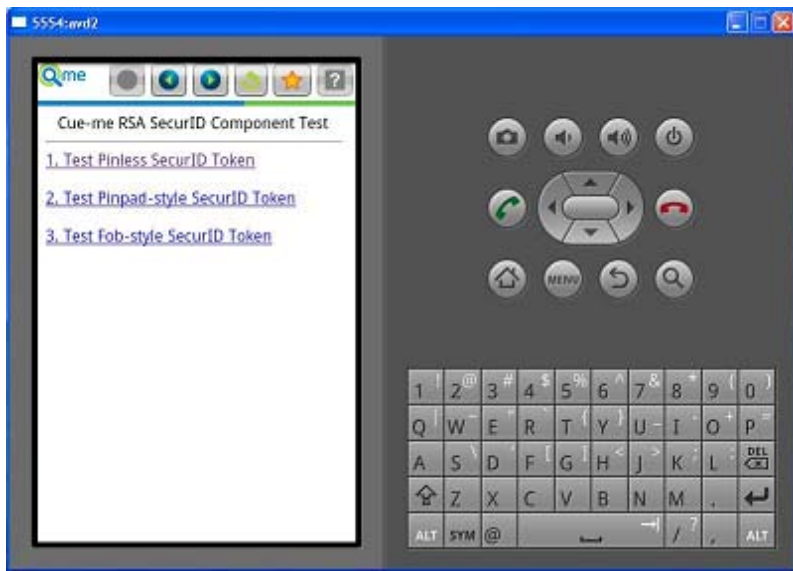 5554:avd2
Qme
?
Cue-me RSA SecurID Component Test
1. Test Pinless SecurID Token
2. Test Pinpad-style SecurID Token
3. Test Fob-style SecurID Token
MENU
1 ! 2 @ 3 # 4 $ 5 % 6 ^ 7 & 8 * 9 ( 0 )
Q W E R T { Y } U - I O + P =
A S \ D F [ G ] H < J > K ; L : DEL
Z X C V B N M .
ALT SYM @ / ? , ALT